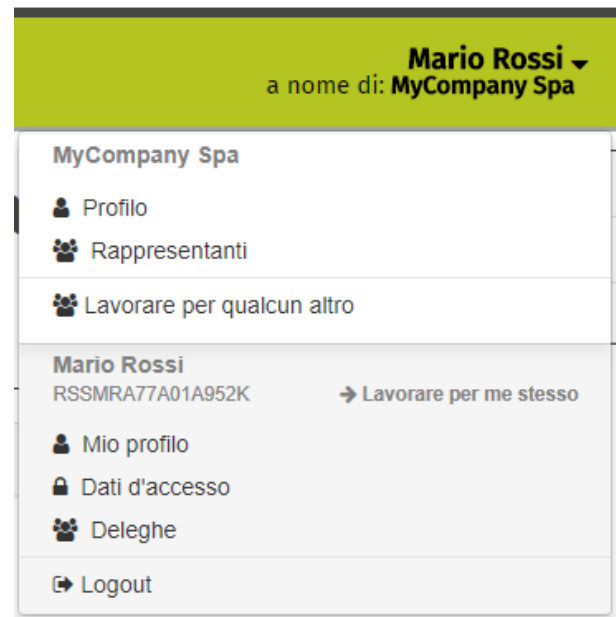 Mario Rossi
a nome di: MyCompany Spa
MyCompany Spa
Profilo
Rappresentanti
Lavorare per qualcun altro
Mario Rossi
RSSMRA77A01A952K Lavorare per me stesso
Mio profilo
Dati d'accesso
Deleghe
Logout